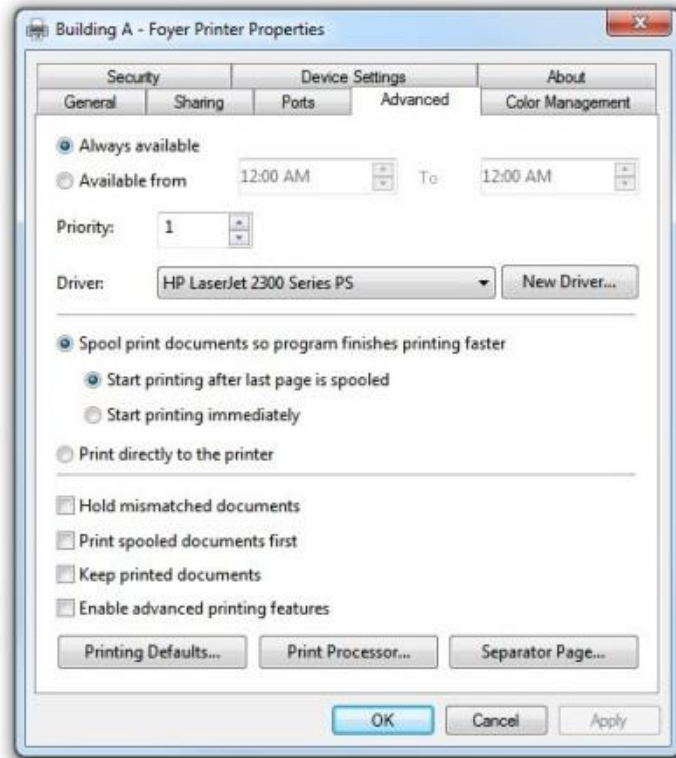 Building A - Foyer Printer Properties
Security Device Settings About
General Sharing Ports Advanced Color Management
Always available
Available from 12:00 AM To 12:00 AM
Priority: 1
Driver: HP LaserJet 2300 Series PS New Driver...
Spool print documents so program finishes printing faster
Start printing after last page is spooled
Start printing immediately
Print directly to the printer
Hold mismatched documents
Print spooled documents first
Keep printed documents
Enable advanced printing features
Printing Defaults... Print Processor... Separator Page...
OK Cancel Apply